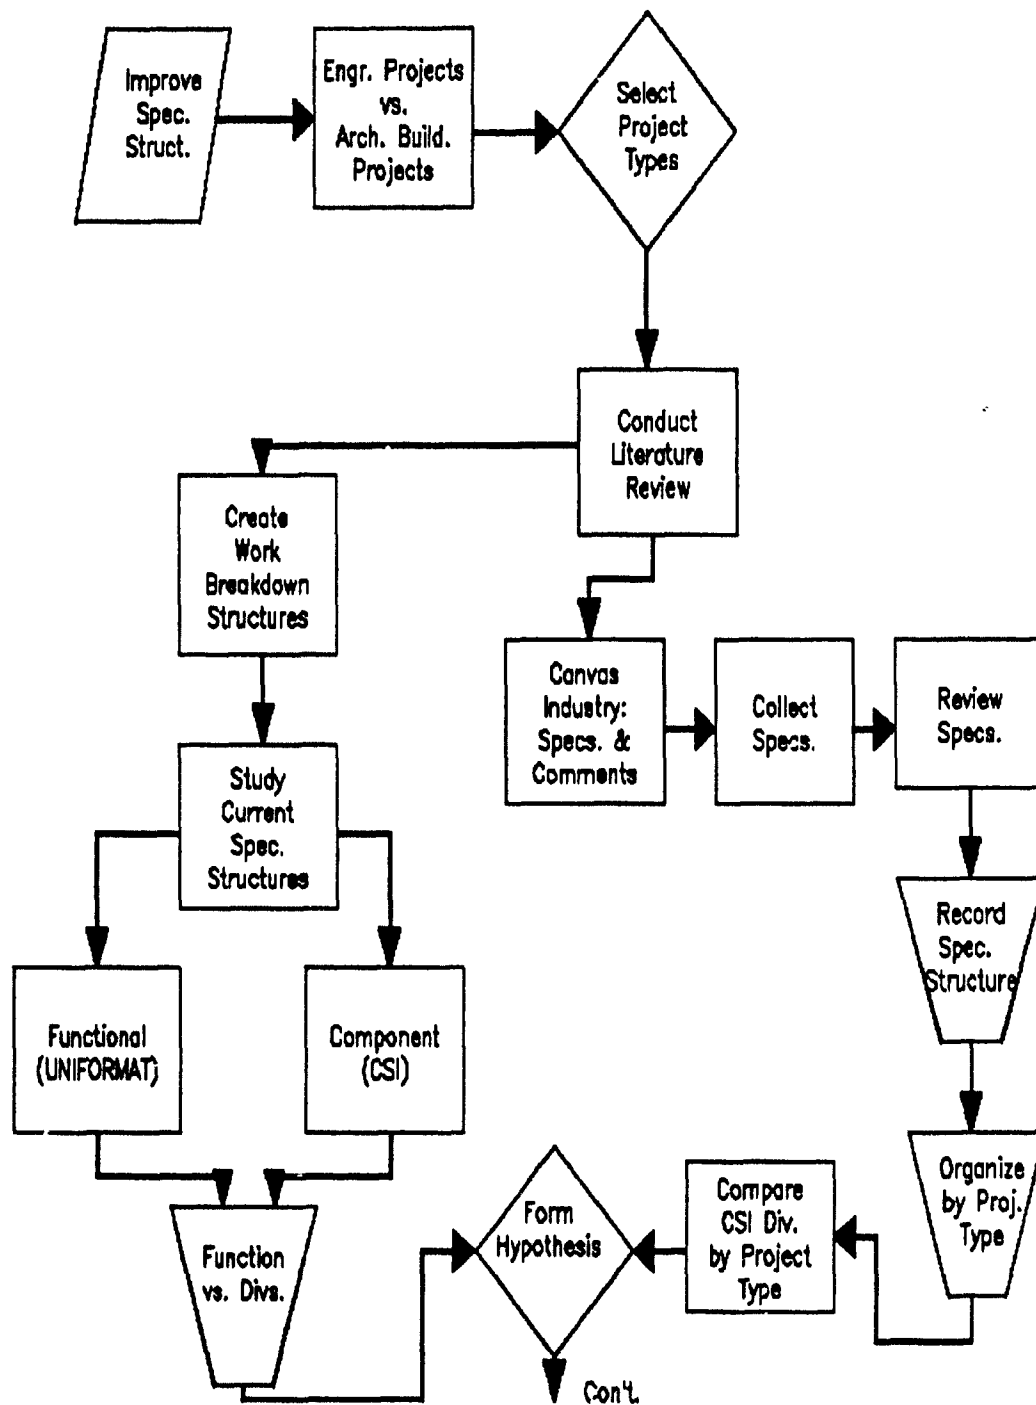 Improve
Spec.
Struct.
Engr. Projects
vs.
Arch. Build.
Projects
Select
Project
Types
Conduct
Literature
Review
Create
Work
Breakdown
Structures
Canvas
Industry:
Specs. &
Comments
Collect
Specs.
Review
Specs.
Study
Current
Spec.
Structures
Record
Spec.
Structure
Functional
(UNIFORMAT)
Component
(CSI)
Organize
by Proj.
Type
Compare
CSI Div.
by Project
Type
Form
Hypothesis
Function
vs. Divs.
Con't.